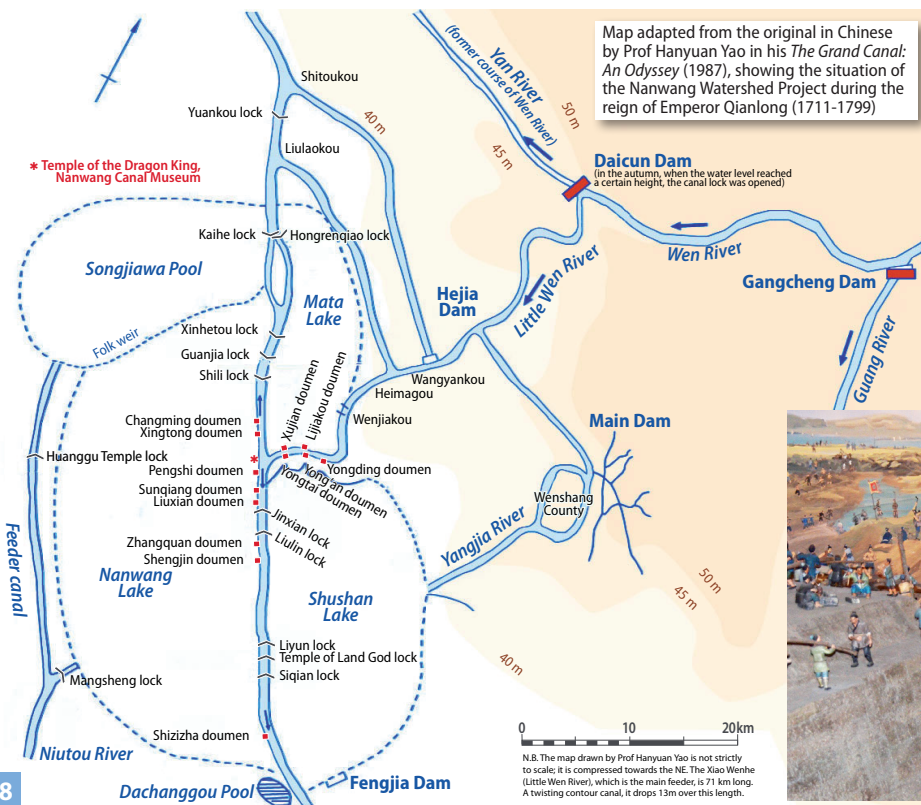 Map adapted from the original in Chinese
by Prof Hanyuan Yao in his The Grand Canal:
An Odyssey (1987), showing the situation of
the Nanwang Watershed Project during the
reign of Emperor Qianlong (1711-1799)
Shitoukou
Yan River
(former course of Wen River)
50 m
40 m
45 m
Yuankou lock
Liulaokou
* Temple of the Dragon King,
Nanwang Canal Museum
Daicun Dam
(in the autumn, when the water level reached
a certain height, the canal lock was opened)
Kaihe lock
Hongrenqiao lock
Wen River
Songjiawa Pool
Little Wen River
Gangcheng Dam
Mata
Lake
Hejia
Dam
Guang River
Xinhetou lock
Folk weir
Guanjia lock
Shili lock
Wangyankou
Heimagou
Xujian doumen
Lijiakou doumen
Wenjiakou
Main Dam
Changming doumen
Xingtong doumen
*
Huanggu Temple lock
Pengshi doumen
Yongding doumen
Yong'an doumen
Yongtai doumen
Sunqiang doumen
Liuxian doumen
Wenshang
County
Jinxian lock
Liulin lock
Yangjia River
Feeder canal
Zhangquan doumen
Shengjin doumen
Nanwang
Lake
Shushan
Lake
50 m
45 m
Liyun lock
Temple of Land God lock
Siqian lock
40 m
Mangsheng lock
Shizizha doumen
0 10 20km
Niutou River
N.B. The map drawn by Prof Hanyuan Yao is not strictly
to scale; it is compressed towards the NE. The Xiao Wenhe
(Little Wen River), which is the main feeder, is 71 km long.
A twisting contour canal, it drops 13m over this length.
8
Dachanggou Pool
Fengjia Dam